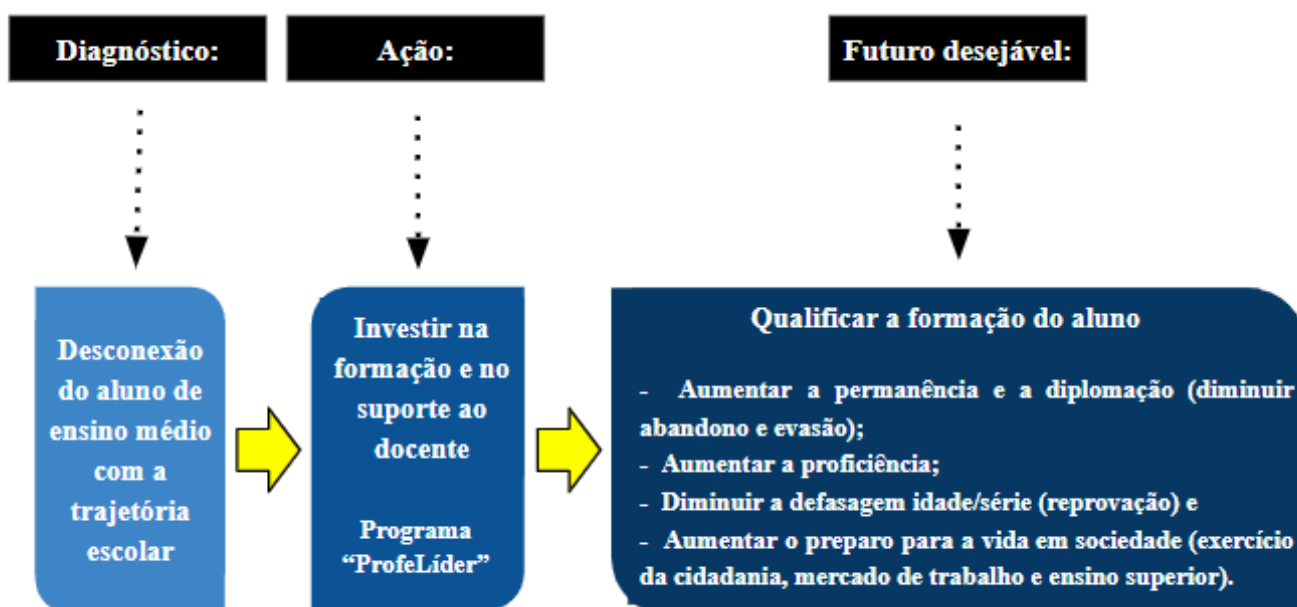 Diagnóstico:
Ação:
Futuro desejável:
Desconexão
do aluno de
ensino médio
com a
trajetória
escolar
Investir na
formação e no
suporte ao
docente
Programa
“ProfeLíder”
Qualificar a formação do aluno
- Aumentar a permanência e a diplomação (diminuir
abandono e evasão);
- Aumentar a proficiência;
- Diminuir a defasagem idade/série (reprovação) e
- Aumentar o preparo para a vida em sociedade (exercício
da cidadania, mercado de trabalho e ensino superior).